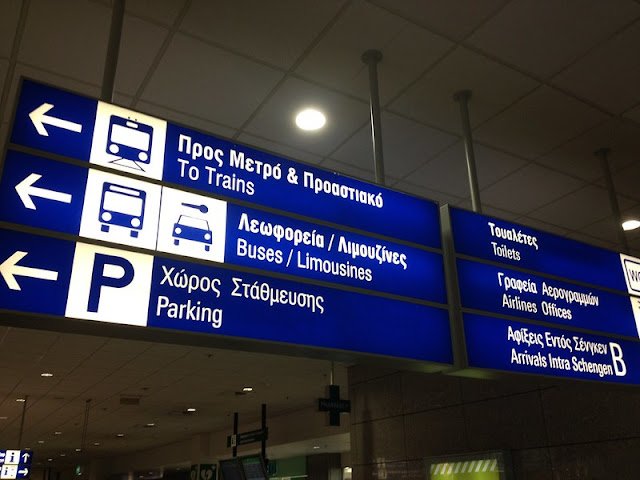 Προς Μετρό & Προαστιακό
To Trains
Λεωφορεία / Λιμουζίνες
Buses / Limousines
P
Χώρος Στάθμευσης
Parking
Τουαλέτες
Toilets
Γραφεία Αερογραμμών
Airlines Offices
Αφίξεις Εντός Σένγκεν
Arrivals Intra Schengen
B